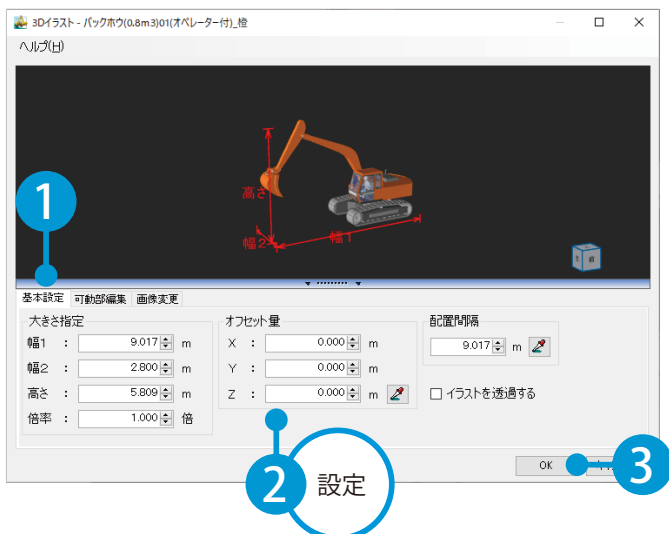 3Dイラスト - バックホウ(0.8m3)01(オペレーター付)_橙
ヘルプ(H)
高さ
幅2
幅1
前
1
基本設定 可動部編集 画像変更
大きさ指定 オフセット量 配置間隔
幅1 : 9.017 m X : 0.000 m 9.017 m
幅2 : 2.800 m Y : 0.000 m
高さ : 5.809 m Z : 0.000 m イラストを透過する
倍率 : 1.000 倍
2 設定
OK 3